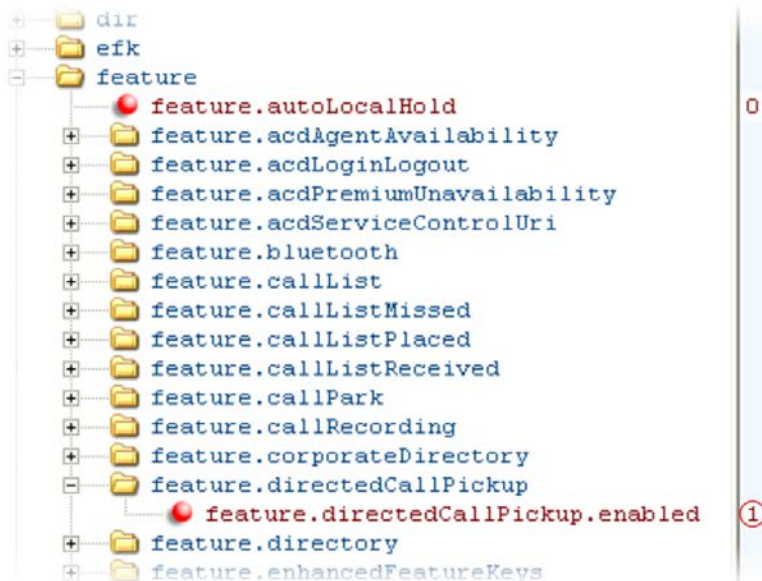 dir
efk
feature
feature.autoLocalHold 0
feature.acdAgentAvailability
feature.acdLoginLogout
feature.acdPremiumUnavailability
feature.acdServiceControlUri
feature.bluetooth
feature.callList
feature.callListMissed
feature.callListPlaced
feature.callListReceived
feature.callPark
feature.callRecording
feature.corporateDirectory
feature.directedCallPickup
feature.directedCallPickup.enabled 1
feature.directory
feature.enhancedFeatureKeys